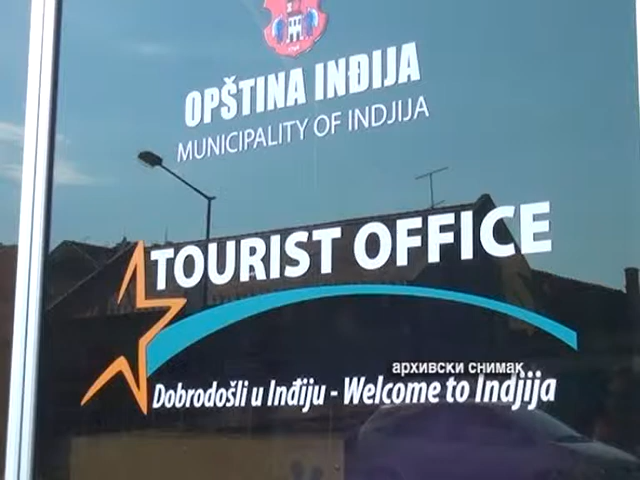 OPŠTINA INĐIJA
MUNICIPALITY OF INDJIJA
TOURIST OFFICE
архивски снимак
Dobrodošli u Inđiju - Welcome to Indjija